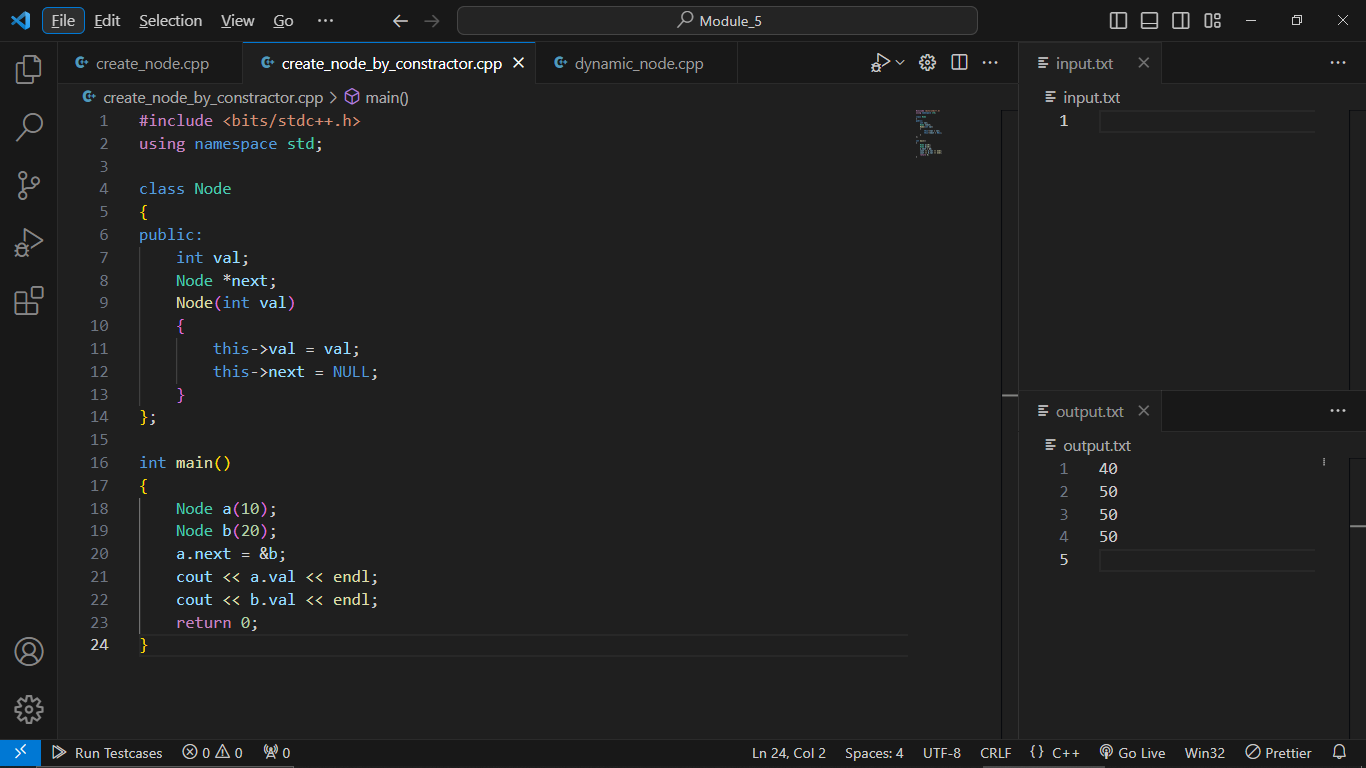 File Edit Selection View Go ··· Module_5
create_node.cpp create_node_by_constractor.cpp dynamic_node.cpp
create_node_by_constractor.cpp > main()
1 #include <bits/stdc++.h>
2 using namespace std;
3
4 class Node
5 {
6 public:
7     int val;
8     Node *next;
9     Node(int val)
10     {
11         this->val = val;
12         this->next = NULL;
13     }
14 };
15
16 int main()
17 {
18     Node a(10);
19     Node b(20);
20     a.next = &b;
21     cout << a.val << endl;
22     cout << b.val << endl;
23     return 0;
24 }
input.txt
input.txt
1
output.txt
output.txt
1 40
2 50
3 50
4 50
5
Run Testcases 0 0 0 Ln 24, Col 2 Spaces: 4 UTF-8 CRLF {} C++ Go Live Win32 Prettier